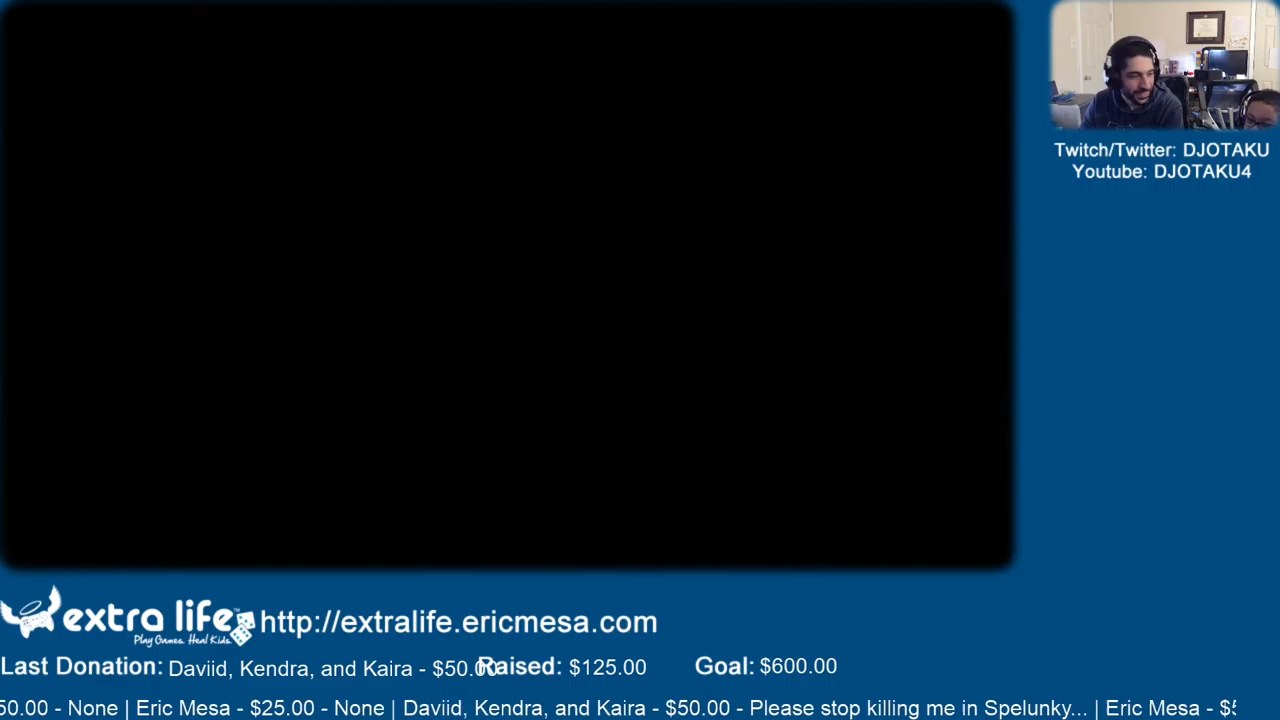 Twitch/Twitter: DJOTAKU
Youtube: DJOTAKU4
extra life
Play Games. Heal Kids.
http://extralife.ericmesa.com
Last Donation: Daviid, Kendra, and Kaira - $50.00
Raised: $125.00
Goal: $600.00
50.00 - None | Eric Mesa - $25.00 - None | Daviid, Kendra, and Kaira - $50.00 - Please stop killing me in Spelunky... | Eric Mesa - $5